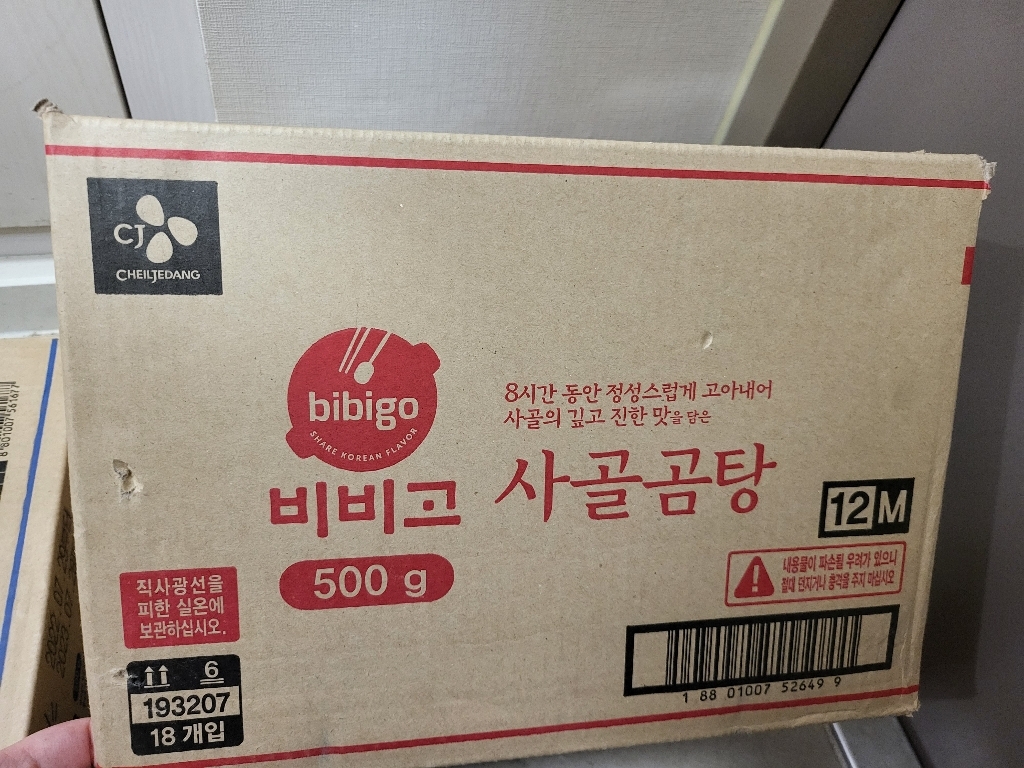 CJ
CHEILJEDANG
bibigo
SHARE KOREAN FLAVOR
비비고
500 g
8시간 동안 정성스럽게 고아내어
사골의 깊고 진한 맛을 담은
사골곰탕
12 M
내용물이 파손될 우려가 있으니
절대 던지거나 충격을 주지 마십시오
직사광선을
피한 실온에
보관하십시오.
6
193207
18 개입
1 88 01007 52649 9
8 801007 561677